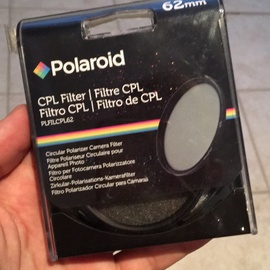 62mm
Polaroid
CPL Filter | Filtre CPL
Filtro CPL | Filtro de CPL
PLFILCPL62
Circular Polarizer Camera Filter
Filtre Polariseur Circulaire pour
Appareil Photo
Filtro per Fotocamera Polarizzatore
Circolare
Zirkular-Polarisations-Kamerafilter
Filtro Polarizador Circular para Cámara